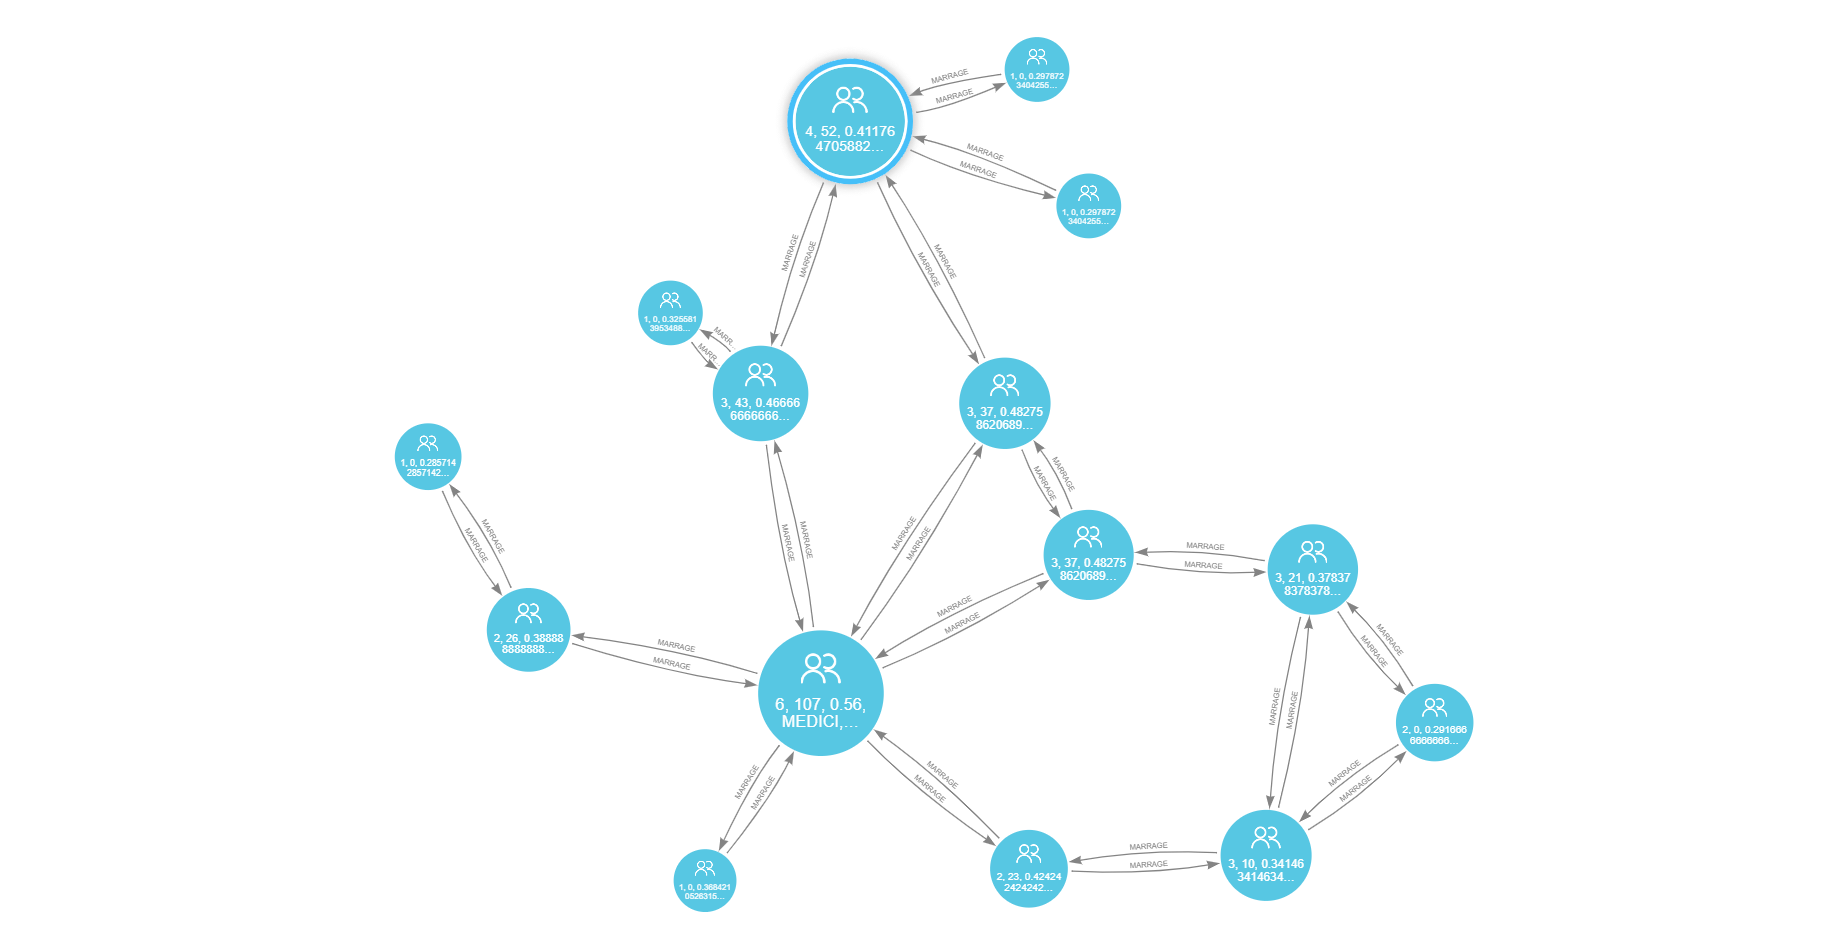 MARRAGE
1, 0, 0.297872
3404255...
MARRAGE
4, 52, 0.41176
4705882...
MARRAGE
MARRAGE
1, 0, 0.297872
3404255...
MARRAGE
MARRAGE
MARRAGE
MARRAGE
1, 0, 0.325581
3953488...
MARR...
MARR...
3, 43, 0.46666
6666666...
3, 37, 0.48275
8620689...
1, 0, 0.285714
2857142...
MARRAGE
MARRAGE
MARRAGE
MARRAGE
MARRAGE
MARRAGE
MARRAGE
MARRAGE
3, 37, 0.48275
8620689...
MARRAGE
MARRAGE
3, 21, 0.37837
8378378...
2, 26, 0.38888
8888888...
MARRAGE
MARRAGE
MARRAGE
MARRAGE
MARRAGE
MARRAGE
6, 107, 0.56,
MEDICI,...
MARRAGE
MARRAGE
2, 0, 0.291666
6666666...
MARRAGE
MARRAGE
MARRAGE
MARRAGE
MARRAGE
MARRAGE
1, 0, 0.368421
0526315...
2, 23, 0.42424
2424242...
MARRAGE
MARRAGE
3, 10, 0.34146
3414634...